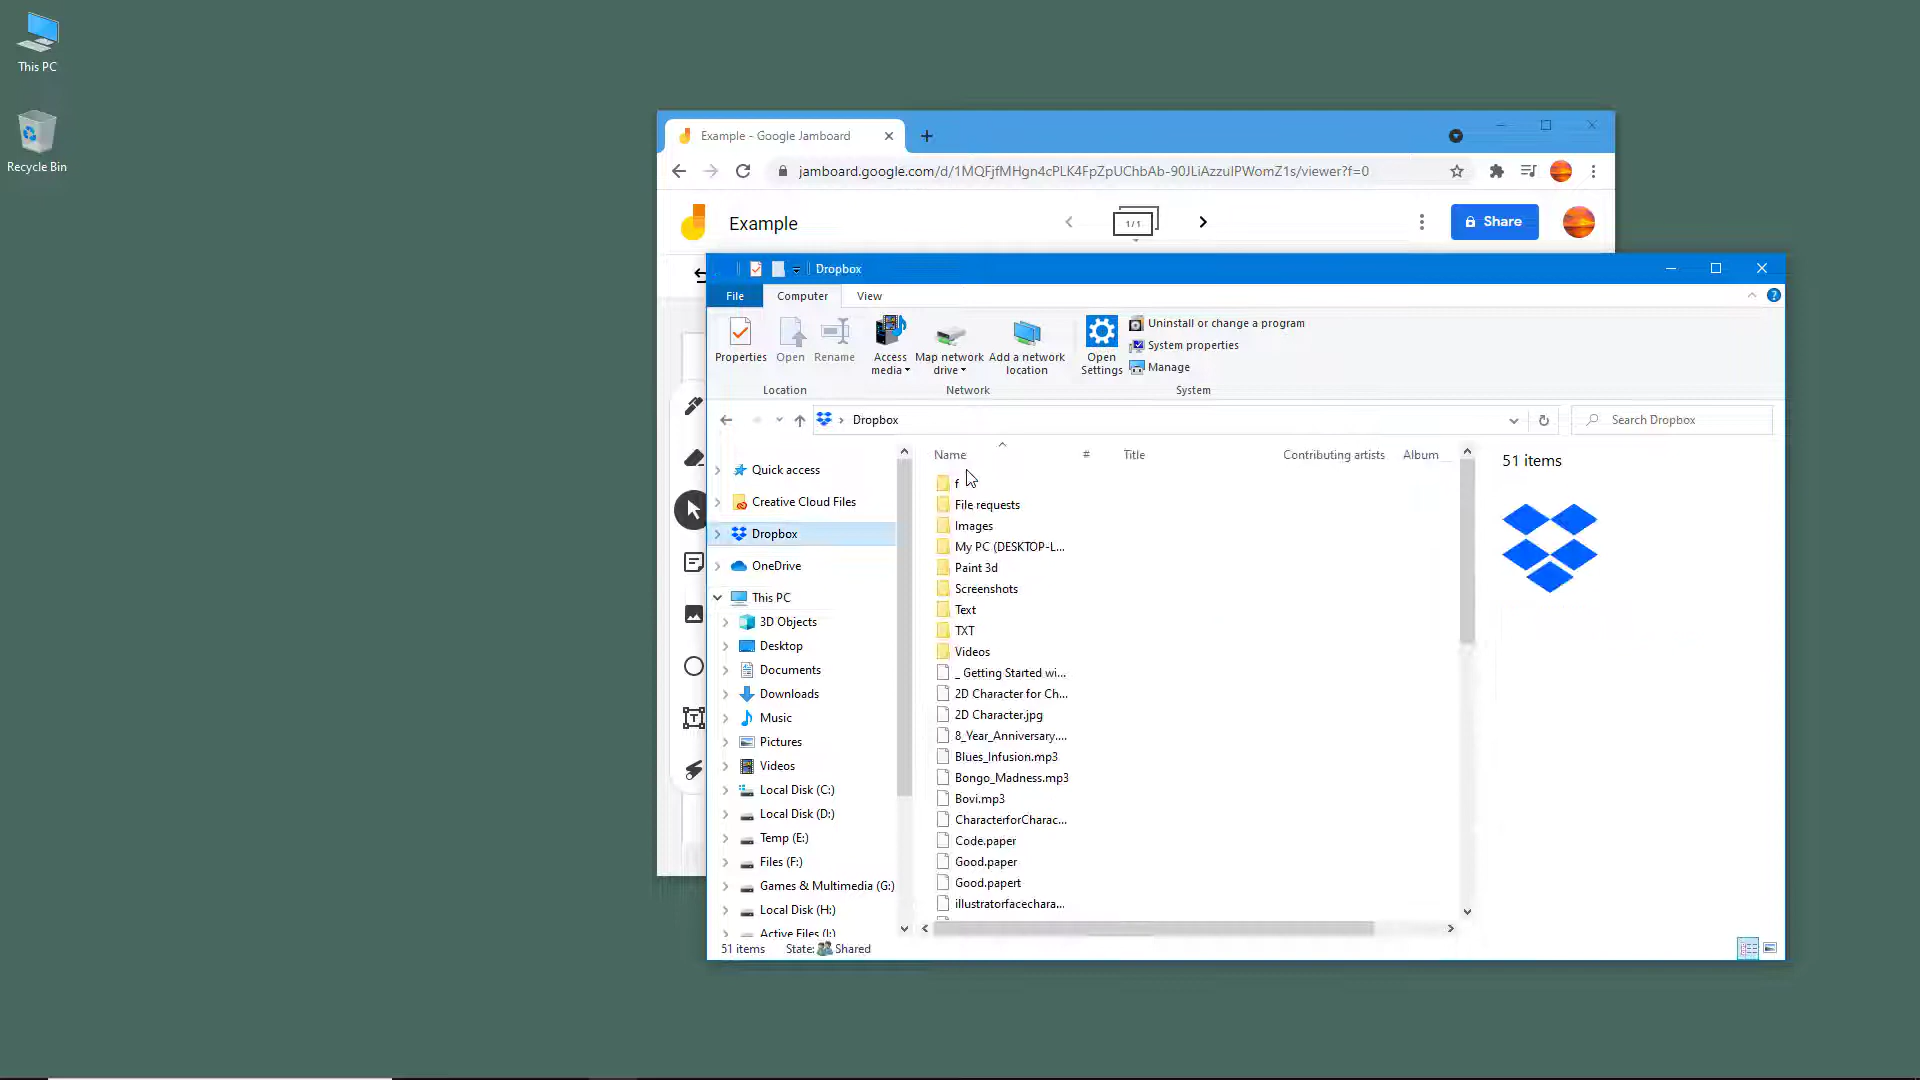 This PC
Recycle Bin
Example - Google Jamboard
jamboard.google.com/d/1MQFjfMHgn4cPLK4FpZpUChbAb-90JLiAzzuIPWomZ1s/viewer?f=0
Example
1/1
Share
Dropbox
File
Computer
View
Properties
Open
Rename
Access media
Map network drive
Add a network location
Open Settings
Uninstall or change a program
System properties
Manage
Location
Network
System
Dropbox
Search Dropbox
Quick access
Creative Cloud Files
Dropbox
OneDrive
This PC
3D Objects
Desktop
Documents
Downloads
Music
Pictures
Videos
Local Disk (C:)
Local Disk (D:)
Temp (E:)
Files (F:)
Games & Multimedia (G:)
Local Disk (H:)
Active Files (I:)
Name
#
Title
Contributing artists
Album
f
File requests
Images
My PC (DESKTOP-L...
Paint 3d
Screenshots
Text
TXT
Videos
_ Getting Started wi...
2D Character for Ch...
2D Character.jpg
8_Year_Anniversary....
Blues_Infusion.mp3
Bongo_Madness.mp3
Bovi.mp3
CharacterforCharac...
Code.paper
Good.paper
Good.papert
illustratorfacechara...
51 items
51 items
State:
Shared